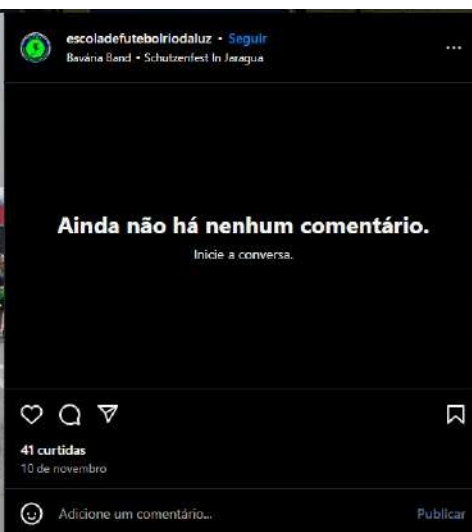 escoladefutebolriodaluz • Seguir
Bavária Band • Schutzenfest In Jaragua
Ainda não há nenhum comentário.
Inicie a conversa.
41 curtidas
10 de novembro
Adicione um comentário...
Publicar